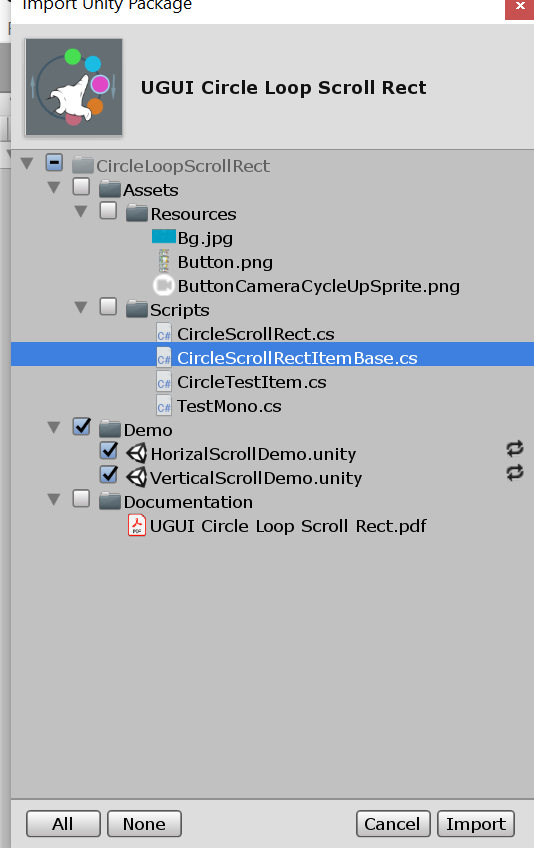 Import Unity Package
UGUI Circle Loop Scroll Rect
CircleLoopScrollRect
Assets
Resources
Bg.jpg
Button.png
ButtonCameraCycleUpSprite.png
Scripts
C# CircleScrollRect.cs
C# CircleScrollRectItemBase.cs
C# CircleTestItem.cs
C# TestMono.cs
Demo
HorizalScrollDemo.unity
VerticalScrollDemo.unity
Documentation
PDF UGUI Circle Loop Scroll Rect.pdf
All None Cancel Import